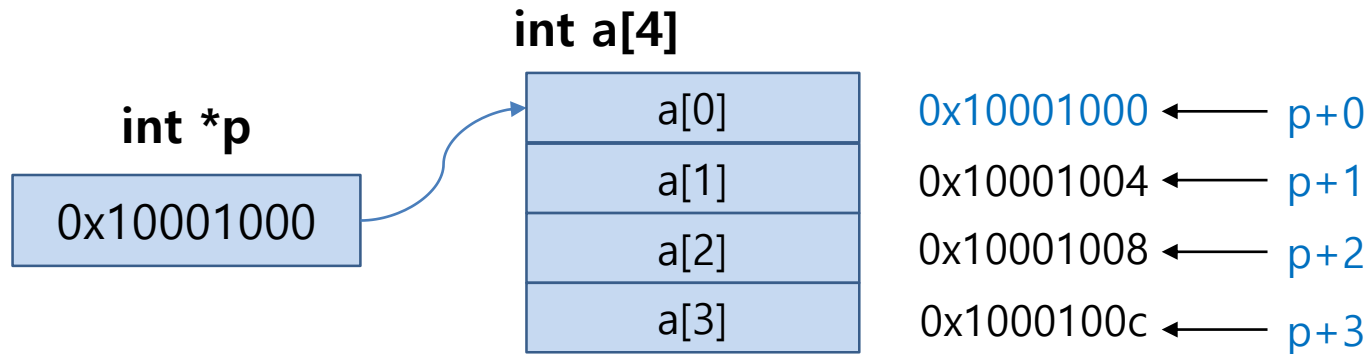 int a[4]
int *p
0x10001000
a[0] 0x10001000 p+0
a[1] 0x10001004 p+1
a[2] 0x10001008 p+2
a[3] 0x1000100c p+3